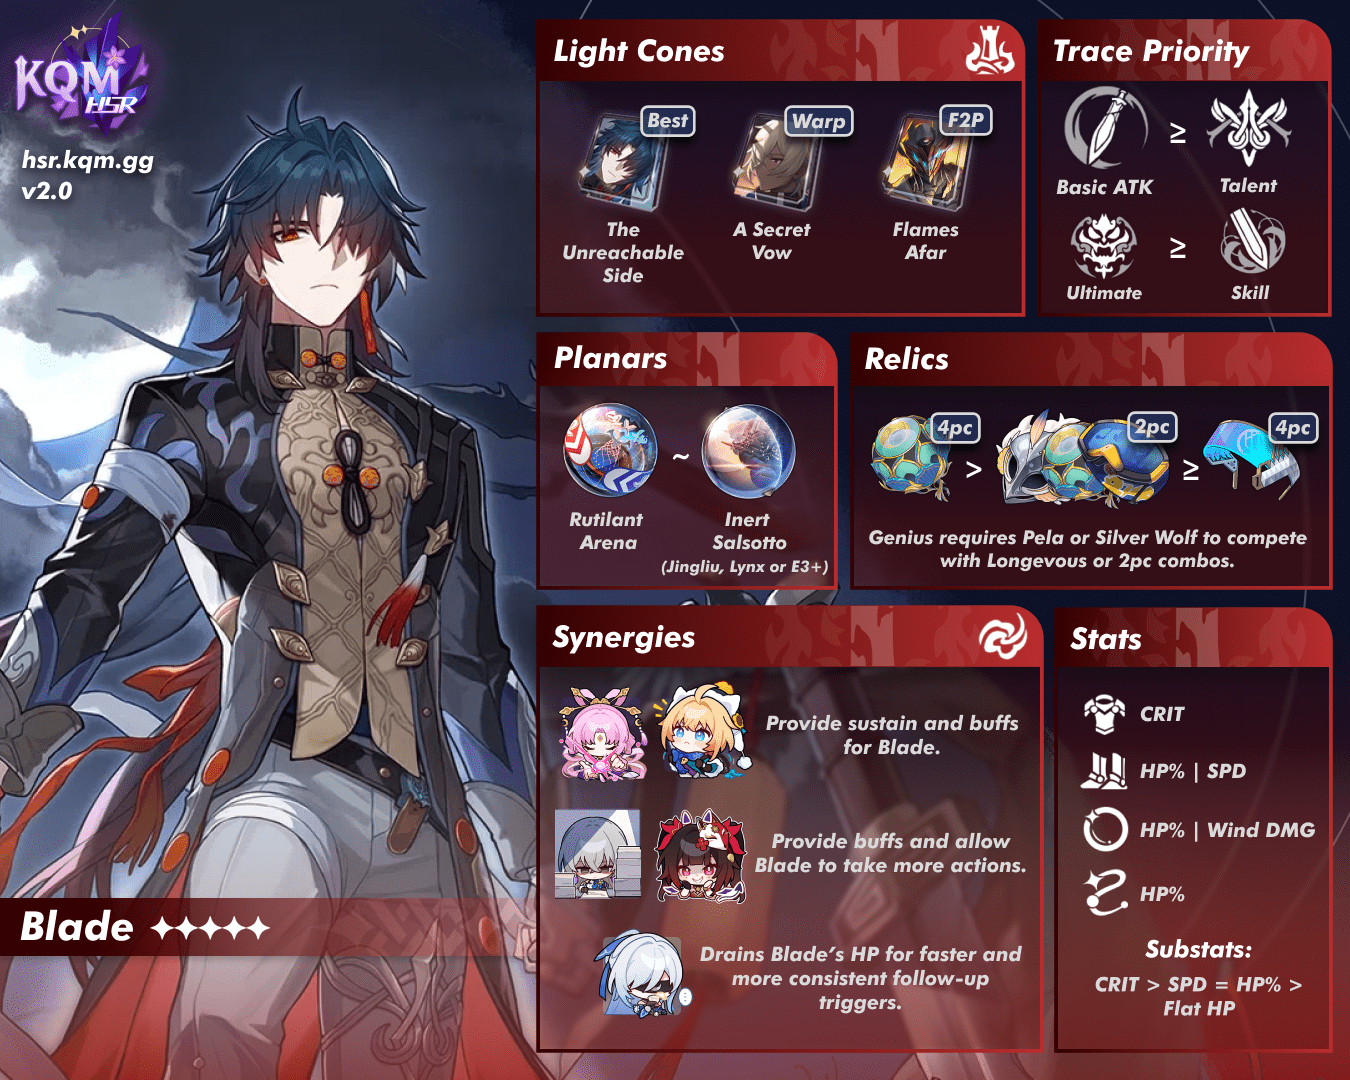 KQM
HSR
hsr.kqm.gg
v2.0
Blade
Light Cones
Best
The
Unreachable
Side
Warp
A Secret
Vow
F2P
Flames
Afar
Trace Priority
Basic ATK
≥
Talent
Ultimate
≥
Skill
Planars
Rutilant
Arena
~
Inert
Salsotto
(Jingliu, Lynx or E3+)
Relics
4pc
>
2pc
≥
4pc
Genius requires Pela or Silver Wolf to compete
with Longevous or 2pc combos.
Synergies
Provide sustain and buffs
for Blade.
Provide buffs and allow
Blade to take more actions.
Drains Blade's HP for faster and
more consistent follow-up
triggers.
Stats
CRIT
HP% | SPD
HP% | Wind DMG
HP%
Substats:
CRIT > SPD = HP% >
Flat HP